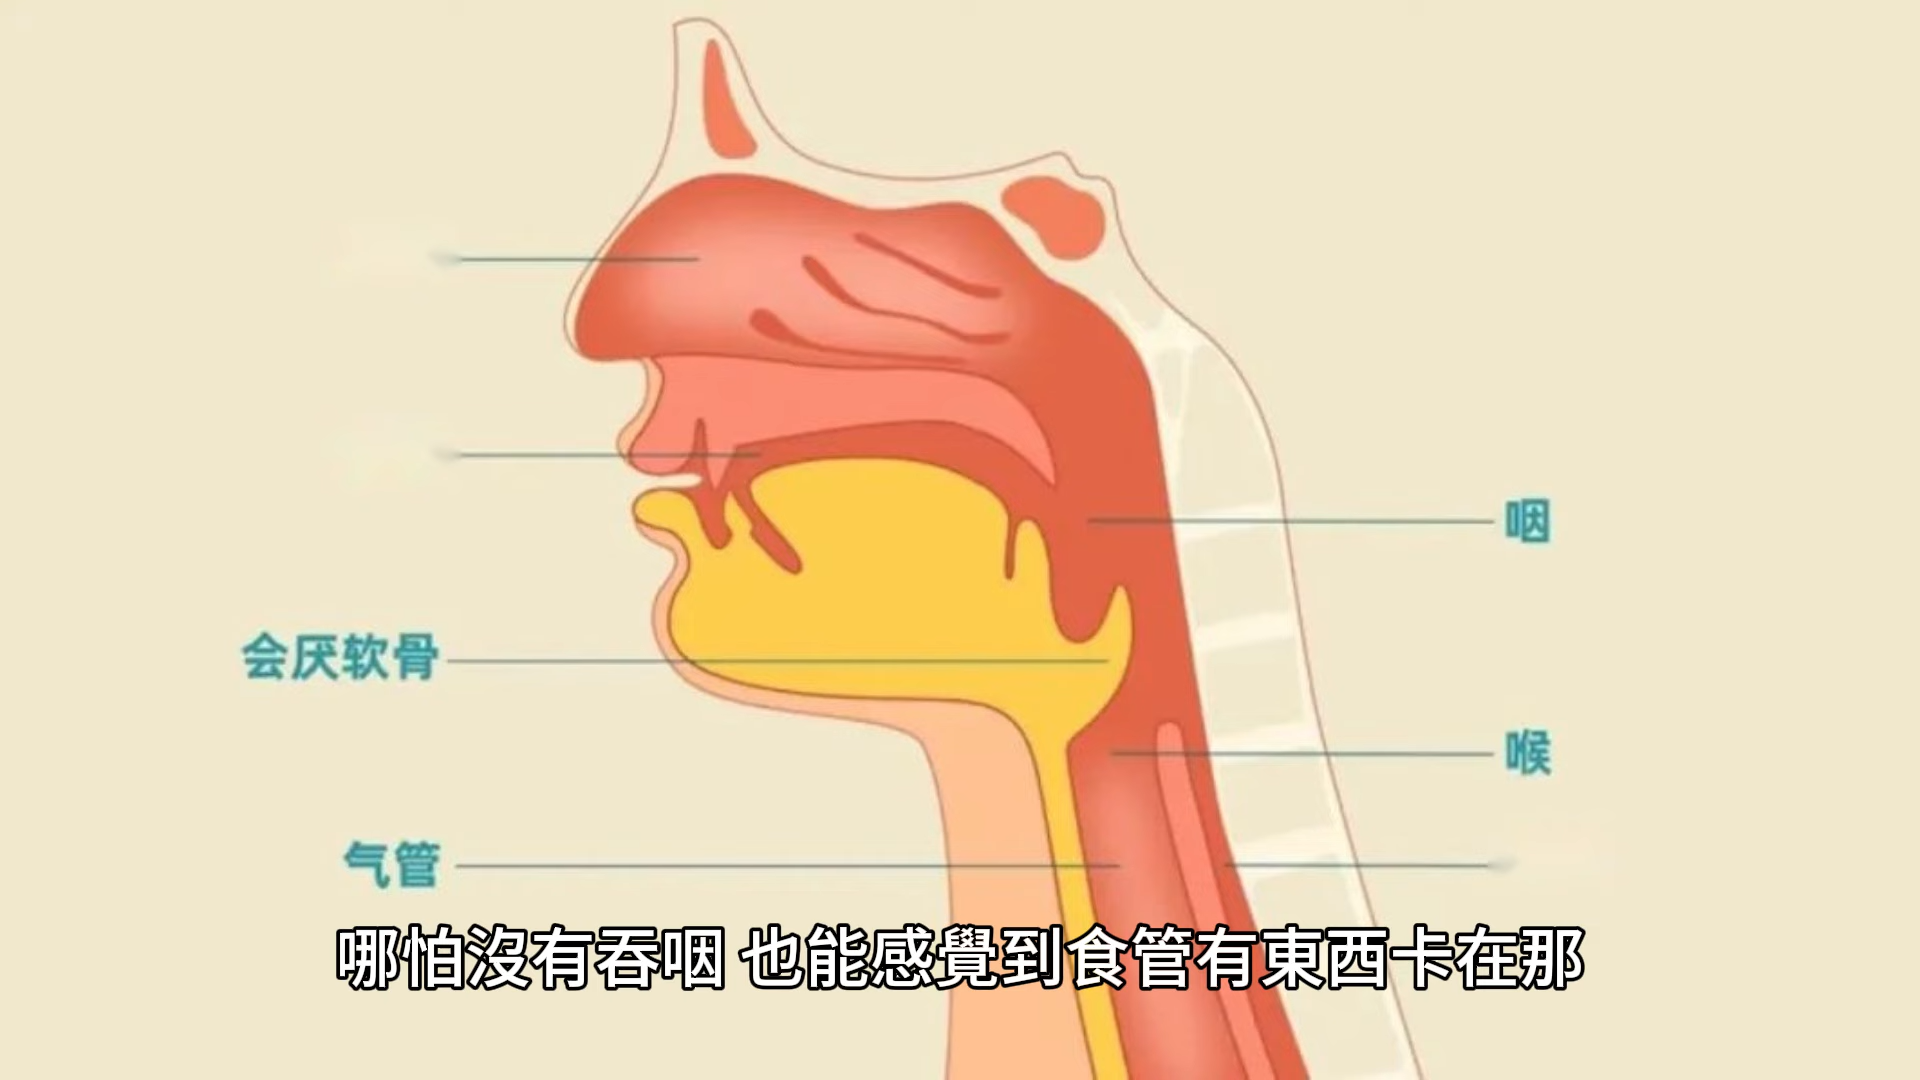 咽
会厌软骨
喉
气管
哪怕沒有吞咽 也能感覺到食管有東西卡在那